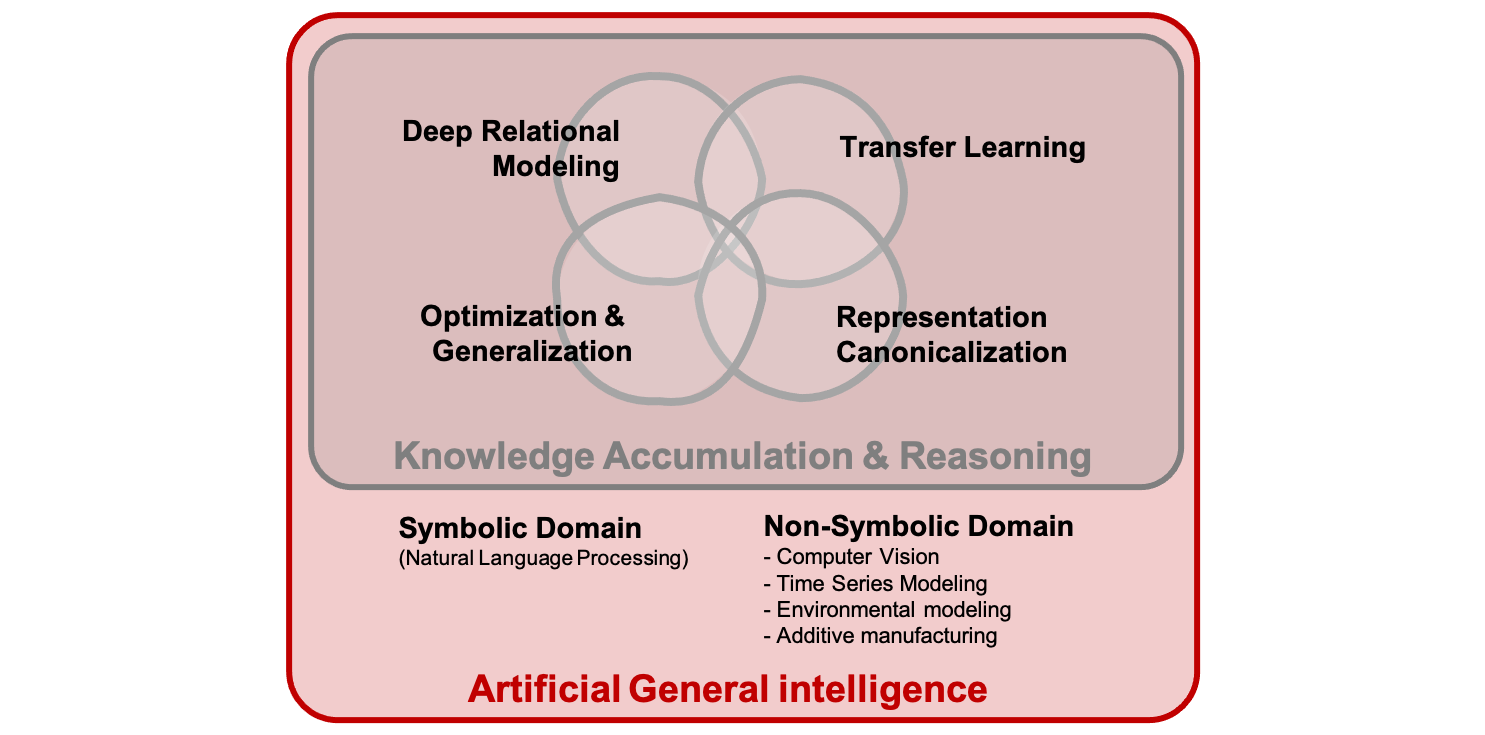 Deep Relational
Modeling
Transfer Learning
Optimization &
Generalization
Representation
Canonicalization
Knowledge Accumulation & Reasoning
Symbolic Domain
(Natural Language Processing)
Non-Symbolic Domain
- Computer Vision
- Time Series Modeling
- Environmental modeling
- Additive manufacturing
Artificial General intelligence